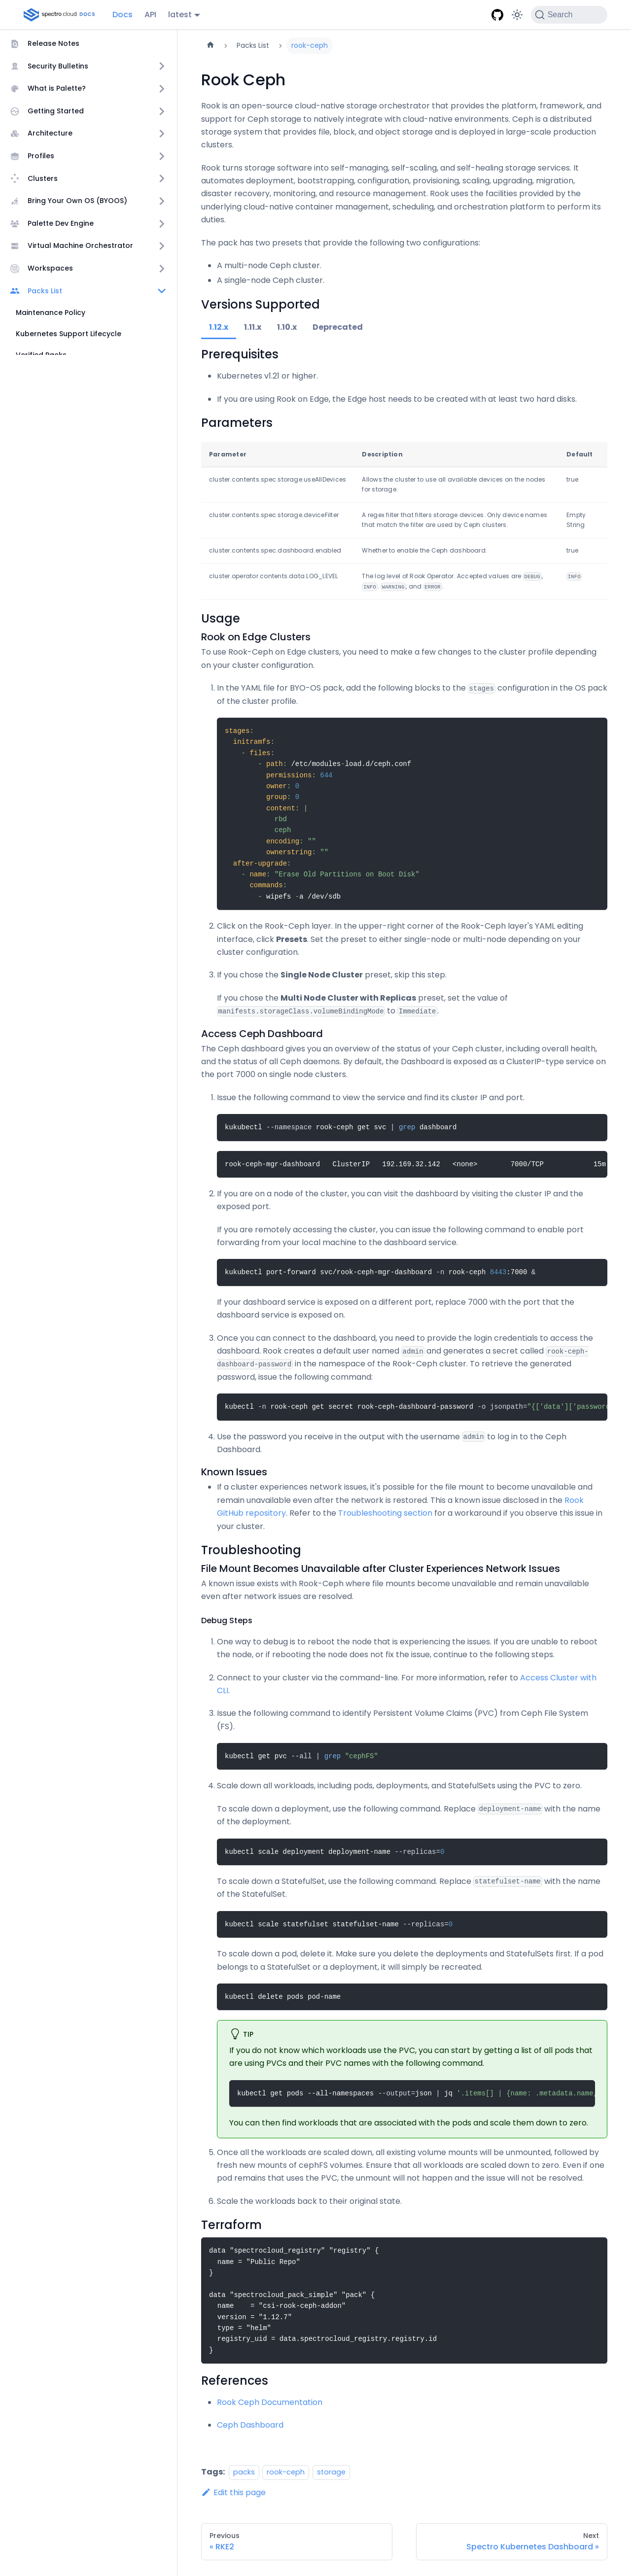 spectro cloud DOCS
Docs
API
latest
Search
Release Notes
Security Bulletins
What is Palette?
Getting Started
Architecture
Profiles
Clusters
Bring Your Own OS (BYOOS)
Palette Dev Engine
Virtual Machine Orchestrator
Workspaces
Packs List
Maintenance Policy
Kubernetes Support Lifecycle
Verified Packs
Packs List
rook-ceph
Rook Ceph
Rook is an open-source cloud-native storage orchestrator that provides the platform, framework, and
support for Ceph storage to natively integrate with cloud-native environments. Ceph is a distributed
storage system that provides file, block, and object storage and is deployed in large-scale production
clusters.
Rook turns storage software into self-managing, self-scaling, and self-healing storage services. It
automates deployment, bootstrapping, configuration, provisioning, scaling, upgrading, migration,
disaster recovery, monitoring, and resource management. Rook uses the facilities provided by the
underlying cloud-native container management, scheduling, and orchestration platform to perform its
duties.
The pack has two presets that provide the following two configurations:
A multi-node Ceph cluster.
A single-node Ceph cluster.
Versions Supported
1.12.x 1.11.x 1.10.x Deprecated
Prerequisites
Kubernetes v1.21 or higher.
If you are using Rook on Edge, the Edge host needs to be created with at least two hard disks.
Parameters
Parameter Description Default
cluster.contents.spec.storage.useAllDevices Allows the cluster to use all available devices on the nodes true
for storage.
cluster.contents.spec.storage.deviceFilter A regex filter that filters storage devices. Only device names Empty
that match the filter are used by Ceph clusters. String
cluster.contents.spec.dashboard.enabled Whether to enable the Ceph dashboard. true
cluster.operator.contents.data.LOG_LEVEL The log level of Rook Operator. Accepted values are DEBUG, INFO
INFO, WARNING, and ERROR.
Usage
Rook on Edge Clusters
To use Rook-Ceph on Edge clusters, you need to make a few changes to the cluster profile depending
on your cluster configuration.
1. In the YAML file for BYO-OS pack, add the following blocks to the stages configuration in the OS pack
of the cluster profile.
stages:
initramfs:
- files:
- path: /etc/modules-load.d/ceph.conf
permissions: 644
owner: 0
group: 0
content: |
rbd
ceph
encoding: ""
ownerstring: ""
after-upgrade:
- name: "Erase Old Partitions on Boot Disk"
commands:
- wipefs -a /dev/sdb
2. Click on the Rook-Ceph layer. In the upper-right corner of the Rook-Ceph layer's YAML editing
interface, click Presets. Set the preset to either single-node or multi-node depending on your
cluster configuration.
3. If you chose the Single Node Cluster preset, skip this step.
If you chose the Multi Node Cluster with Replicas preset, set the value of
manifests.storageClass.volumeBindingMode to Immediate.
Access Ceph Dashboard
The Ceph dashboard gives you an overview of the status of your Ceph cluster, including overall health,
and the status of all Ceph daemons. By default, the Dashboard is exposed as a ClusterIP-type service on
the port 7000 on single node clusters.
1. Issue the following command to view the service and find its cluster IP and port.
kukubectl --namespace rook-ceph get svc | grep dashboard
rook-ceph-mgr-dashboard ClusterIP 192.169.32.142 <none> 7000/TCP 15m
2. If you are on a node of the cluster, you can visit the dashboard by visiting the cluster IP and the
exposed port.
If you are remotely accessing the cluster, you can issue the following command to enable port
forwarding from your local machine to the dashboard service.
kukubectl port-forward svc/rook-ceph-mgr-dashboard -n rook-ceph 8443:7000 &
If your dashboard service is exposed on a different port, replace 7000 with the port that the
dashboard service is exposed on.
3. Once you can connect to the dashboard, you need to provide the login credentials to access the
dashboard. Rook creates a default user named admin and generates a secret called rook-ceph-
dashboard-password in the namespace of the Rook-Ceph cluster. To retrieve the generated
password, issue the following command:
kubectl -n rook-ceph get secret rook-ceph-dashboard-password -o jsonpath="{['data']['password
4. Use the password you receive in the output with the username admin to log in to the Ceph
Dashboard.
Known Issues
If a cluster experiences network issues, it's possible for the file mount to become unavailable and
remain unavailable even after the network is restored. This a known issue disclosed in the Rook
GitHub repository. Refer to the Troubleshooting section for a workaround if you observe this issue in
your cluster.
Troubleshooting
File Mount Becomes Unavailable after Cluster Experiences Network Issues
A known issue exists with Rook-Ceph where file mounts become unavailable and remain unavailable
even after network issues are resolved.
Debug Steps
1. One way to debug is to reboot the node that is experiencing the issues. If you are unable to reboot
the node, or if rebooting the node does not fix the issue, continue to the following steps.
2. Connect to your cluster via the command-line. For more information, refer to Access Cluster with
CLI.
3. Issue the following command to identify Persistent Volume Claims (PVC) from Ceph File System
(FS).
kubectl get pvc --all | grep "cephFS"
4. Scale down all workloads, including pods, deployments, and StatefulSets using the PVC to zero.
To scale down a deployment, use the following command. Replace deployment-name with the name
of the deployment.
kubectl scale deployment deployment-name --replicas=0
To scale down a StatefulSet, use the following command. Replace statefulset-name with the name
of the StatefulSet.
kubectl scale statefulset statefulset-name --replicas=0
To scale down a pod, delete it. Make sure you delete the deployments and StatefulSets first. If a pod
belongs to a StatefulSet or a deployment, it will simply be recreated.
kubectl delete pods pod-name
TIP
If you do not know which workloads use the PVC, you can start by getting a list of all pods that
are using PVCs and their PVC names with the following command.
kubectl get pods --all-namespaces --output=json | jq '.items[] | {name: .metadata.name,
You can then find workloads that are associated with the pods and scale them down to zero.
5. Once all the workloads are scaled down, all existing volume mounts will be unmounted, followed by
fresh new mounts of cephFS volumes. Ensure that all workloads are scaled down to zero. Even if one
pod remains that uses the PVC, the unmount will not happen and the issue will not be resolved.
6. Scale the workloads back to their original state.
Terraform
data "spectrocloud_registry" "registry" {
name = "Public Repo"
}
data "spectrocloud_pack_simple" "pack" {
name = "csi-rook-ceph-addon"
version = "1.12.7"
type = "helm"
registry_uid = data.spectrocloud_registry.registry.id
}
References
Rook Ceph Documentation
Ceph Dashboard
Tags: packs rook-ceph storage
Edit this page
Previous
« RKE2
Next
Spectro Kubernetes Dashboard »